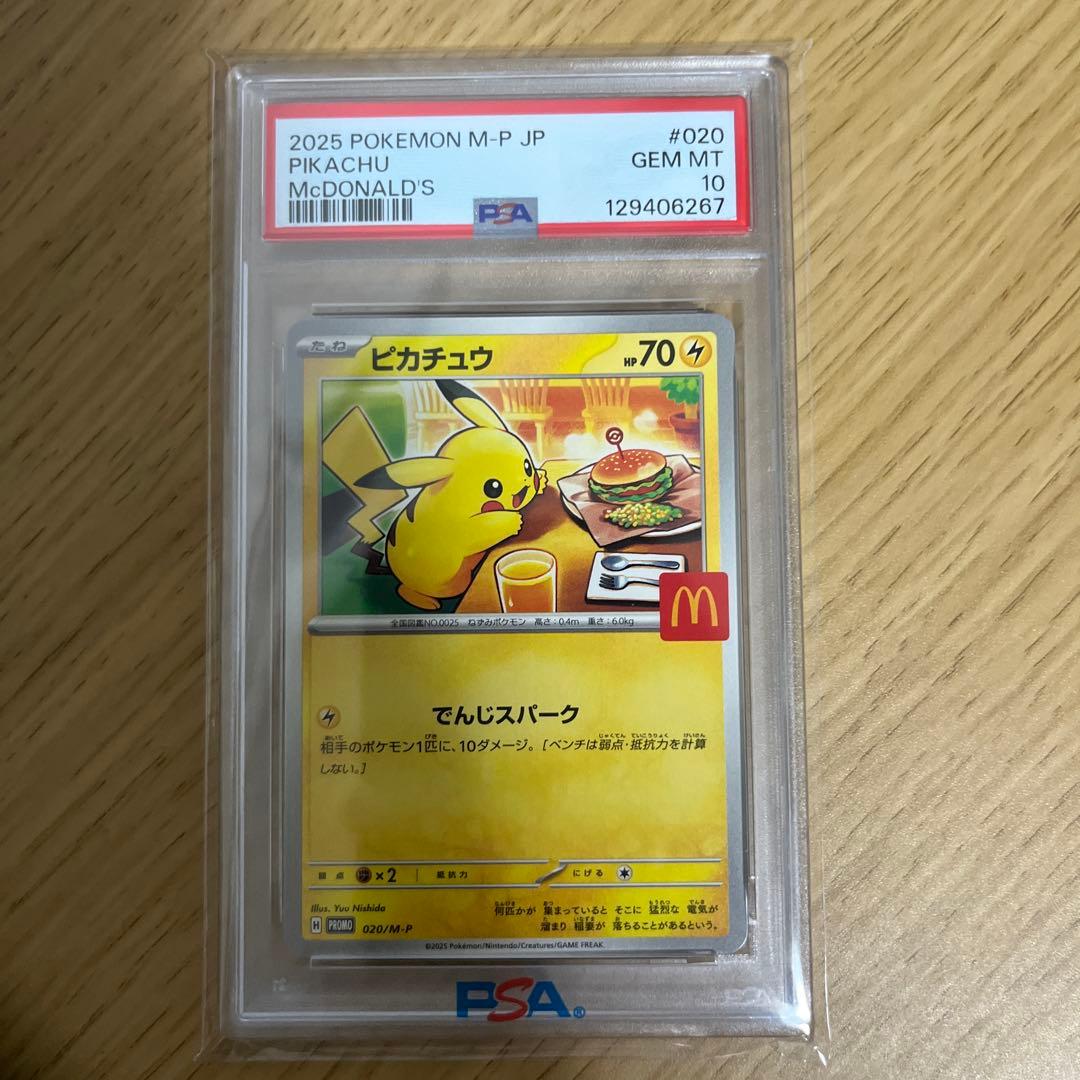 2025 POKEMON M-P JP #020
PIKACHU GEM MT
McDONALD'S 10
129406267
PSA
たね ピカチュウ HP70
M
全国図鑑NO.0025 ねずみポケモン 高さ:0.4m 重さ:6.0kg
でんじスパーク
相手のポケモン1匹に、10ダメージ。[ベンチは弱点・抵抗力を計算
しない。]
弱点 ×2 抵抗力 にげる
Illus. Yuu Nishida
何匹かが 集まっていると そこに 猛烈な 電気が
溜まり 稲妻が 落ちることがあるという。
H PROMO 020/M-P
©2025 Pokémon/Nintendo/Creatures/GAME FREAK.
PSA®